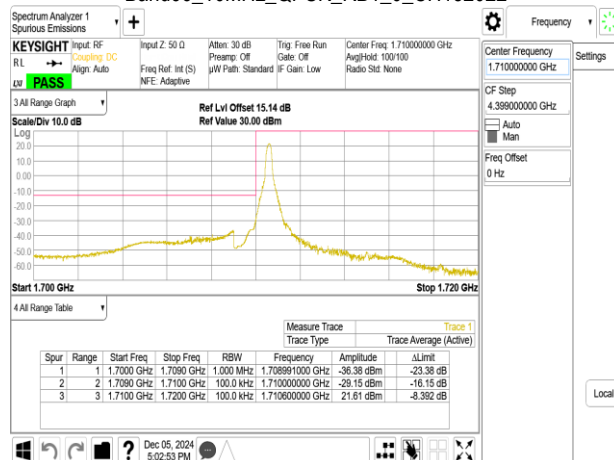 Spectrum Analyzer 1
Spurious Emissions
Frequency
Settings
KEYSIGHT
Input: RF
Coupling: DC
Align: Auto
Input Z: 50 Ω
Freq Ref: Int (S)
NFE: Adaptive
Atten: 30 dB
Preamp: Off
µW Path: Standard
Trig: Free Run
Gate: Off
IF Gain: Low
Center Freq: 1.710000000 GHz
Avg|Hold: 100/100
Radio Std: None
RL
LXI
PASS
Center Frequency
1.710000000 GHz
CF Step
4.399000000 GHz
Auto
Man
Freq Offset
0 Hz
Local
3 All Range Graph
Ref Lvl Offset 15.14 dB
Scale/Div 10.0 dB
Ref Value 30.00 dBm
Log
20.0
10.0
0.00
-10.0
-20.0
-30.0
-40.0
-50.0
-60.0
Start 1.700 GHz
Stop 1.720 GHz
4 All Range Table
Measure Trace Trace 1
Trace Type Trace Average (Active)
Spur Range Start Freq Stop Freq RBW Frequency Amplitude ΔLimit
1 1 1.7000 GHz 1.7090 GHz 1.000 MHz 1.708991000 GHz -36.38 dBm -23.38 dB
2 2 1.7090 GHz 1.7100 GHz 100.0 kHz 1.710000000 GHz -29.15 dBm -16.15 dB
3 3 1.7100 GHz 1.7200 GHz 100.0 kHz 1.710600000 GHz 21.61 dBm -8.392 dB
Dec 05, 2024
5:02:53 PM